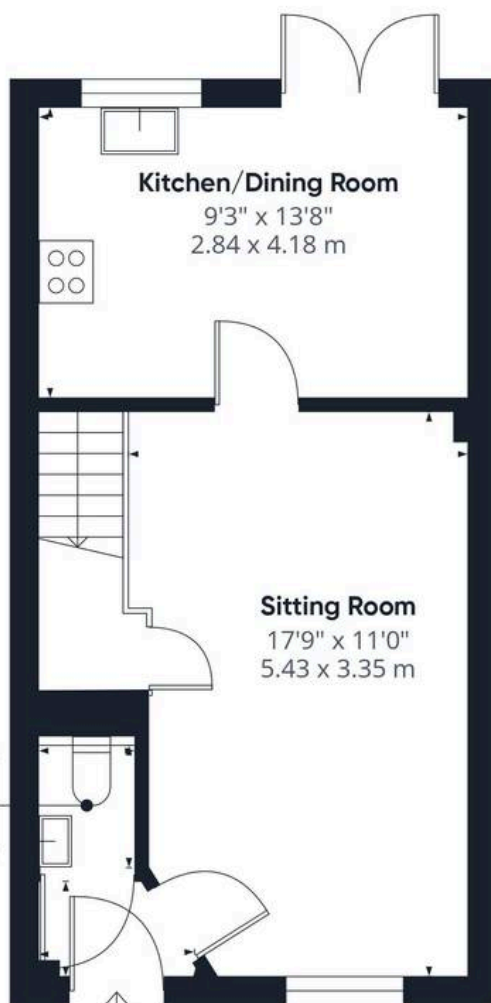 Kitchen/Dining Room
9'3" x 13'8"
2.84 x 4.18 m
Sitting Room
17'9" x 11'0"
5.43 x 3.35 m